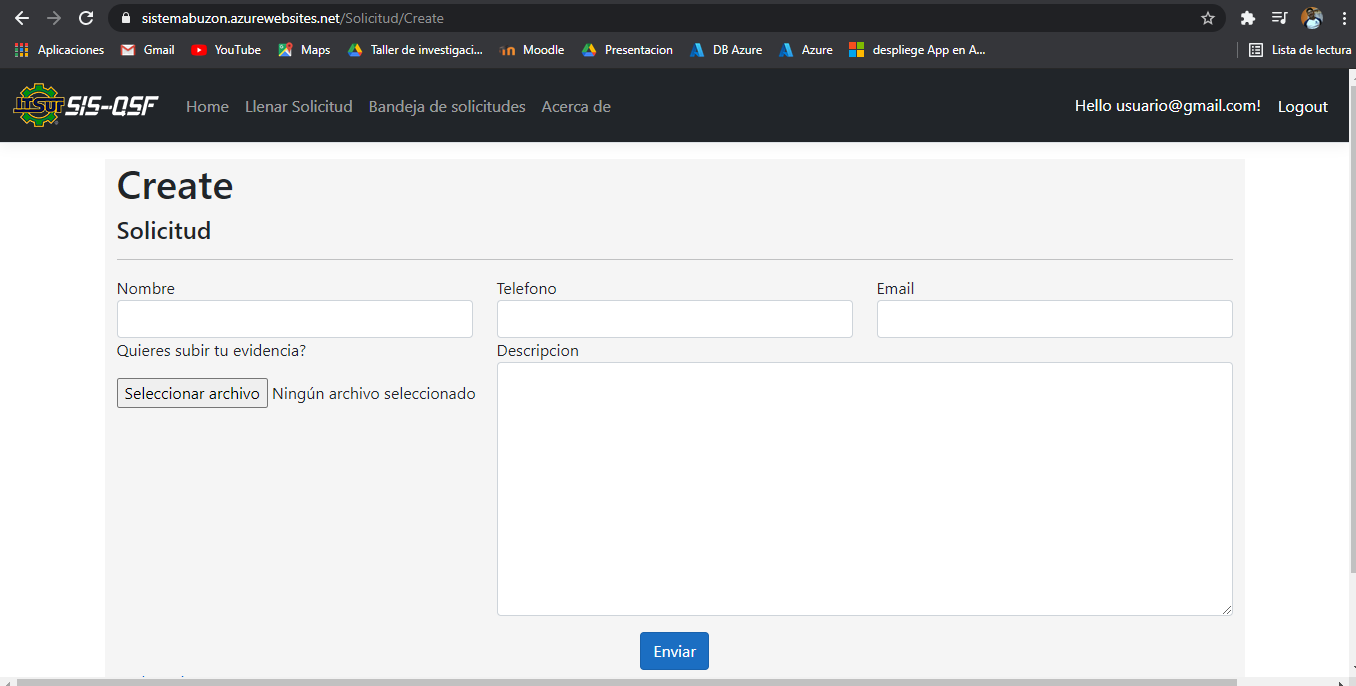 sistemabuzon.azurewebsites.net/Solicitud/Create
Aplicaciones Gmail YouTube Maps Taller de investigaci... Moodle Presentacion DB Azure Azure despliege App en A... Lista de lectura
ITSUR SIS-QSF Home Llenar Solicitud Bandeja de solicitudes Acerca de Hello usuario@gmail.com! Logout
Create
Solicitud
Nombre Telefono Email
Quieres subir tu evidencia? Descripcion
Seleccionar archivo Ningún archivo seleccionado
Enviar